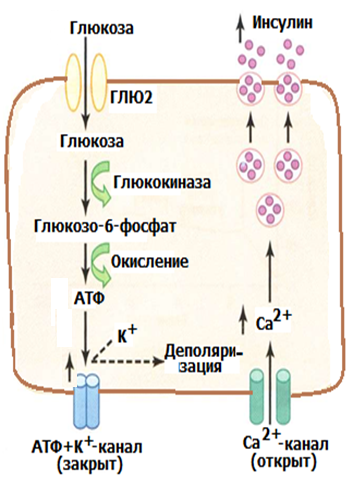 Глюкоза
Инсулин
ГЛЮ2
Глюкоза
Глюкокиназа
Глюкозо-6-фосфат
Окисление
АТФ
K+
Деполяри-
зация
Ca2+
АТФ+K+-канал
(закрыт)
Ca2+-канал
(открыт)